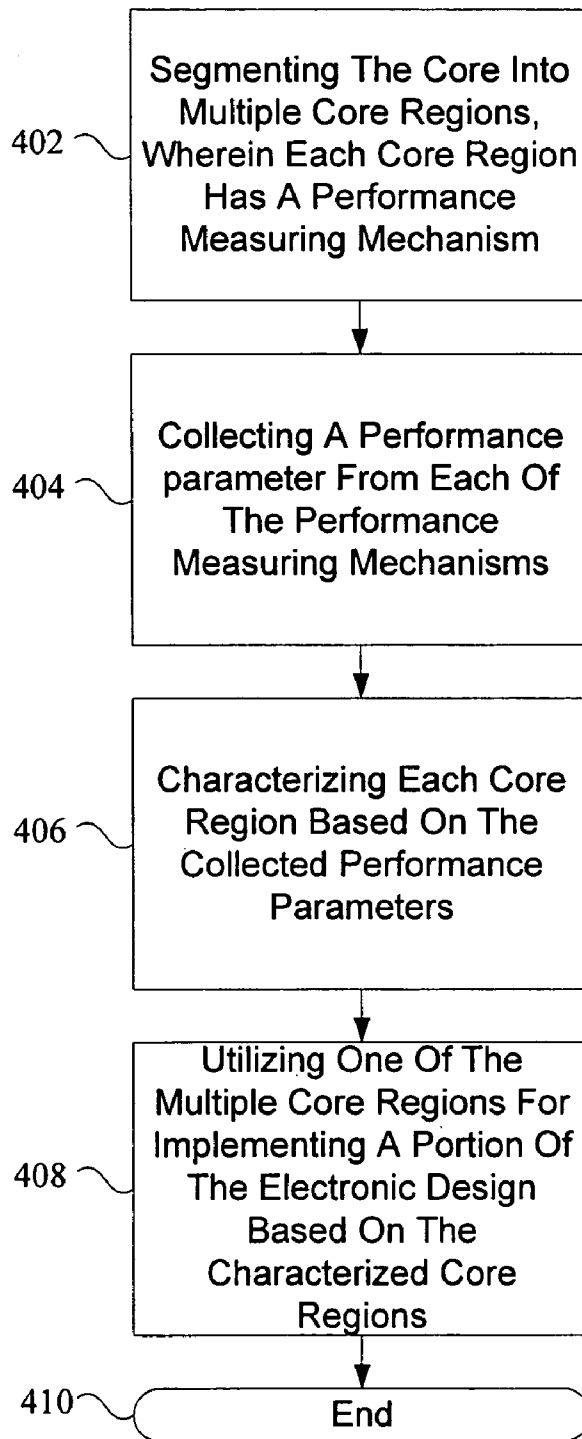 Segmenting The Core Into
Multiple Core Regions,
402
Wherein Each Core Region
Has A Performance
Measuring Mechanism
Collecting A Performance
parameter From Each Of
404
The Performance
Measuring Mechanisms
Characterizing Each Core
406
Region Based On The
Collected Performance
Parameters
Utilizing One Of The
Multiple Core Regions For
Implementing A Portion Of
408
The Electronic Design
Based On The
Characterized Core
Regions
410
End